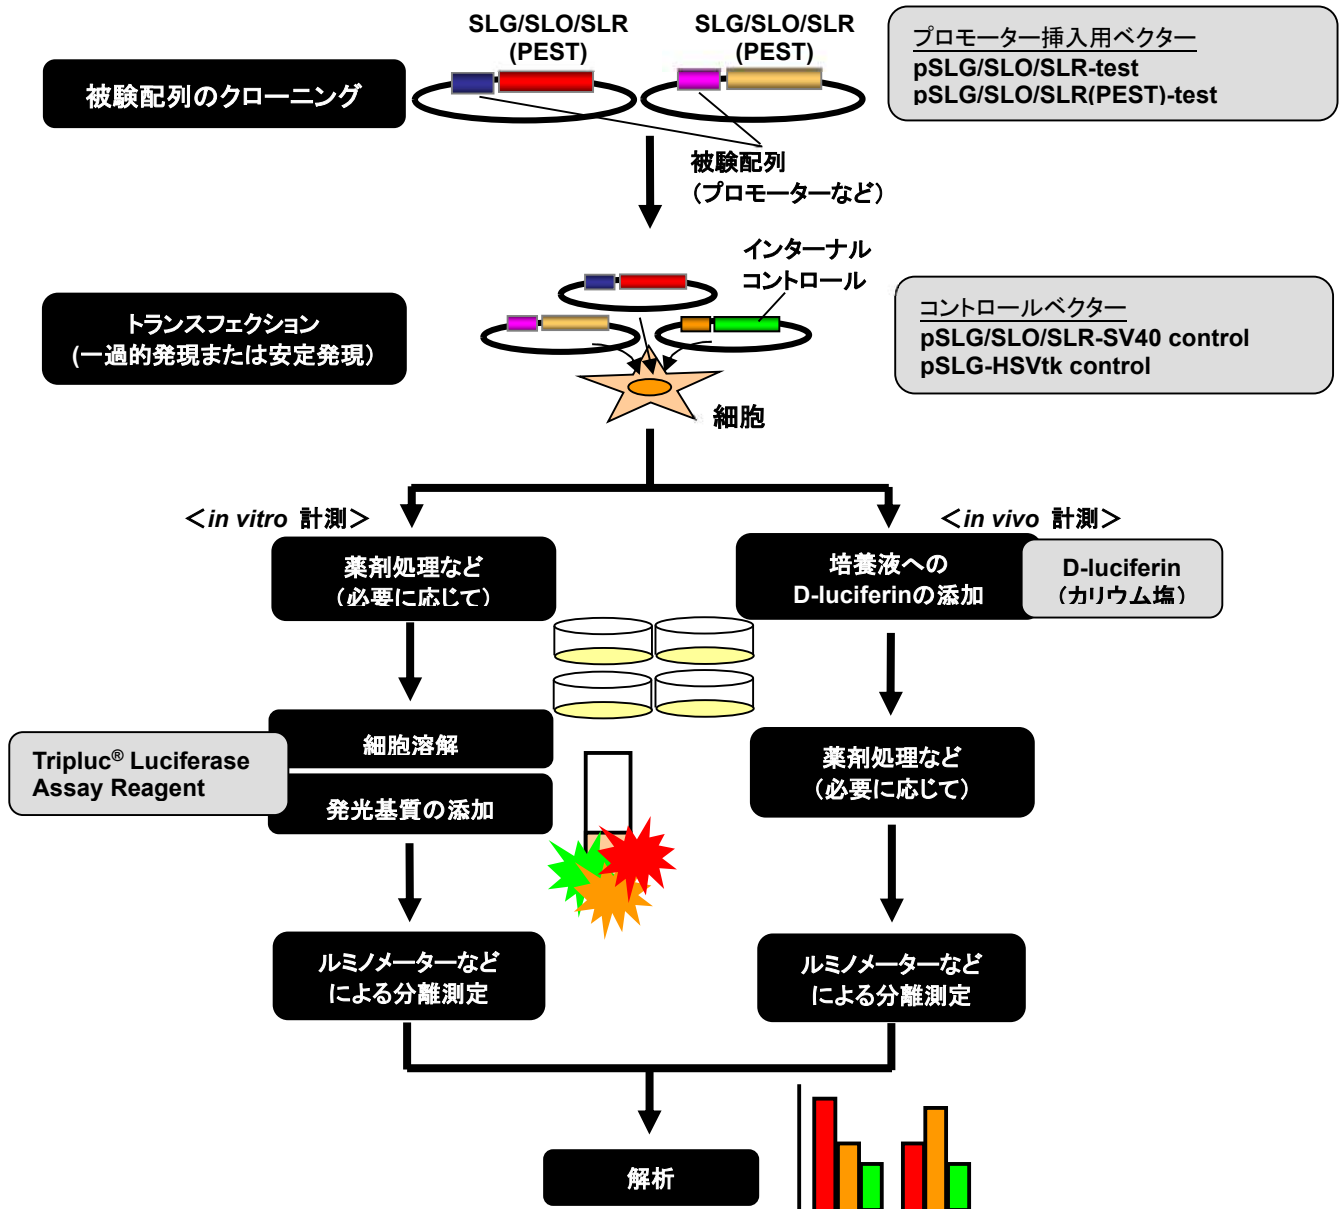 SLG/SLO/SLR
(PEST)
SLG/SLO/SLR
(PEST)
プロモーター挿入用ベクター
pSLG/SLO/SLR-test
pSLG/SLO/SLR(PEST)-test
被験配列のクローニング
被験配列
（プロモーターなど）
インターナル
コントロール
トランスフェクション
(一過的発現または安定発現）
コントロールベクター
pSLG/SLO/SLR-SV40 control
pSLG-HSVtk control
細胞
＜in vitro 計測＞
＜in vivo 計測＞
薬剤処理など
（必要に応じて）
培養液への
D-luciferinの添加
D-luciferin
（カリウム塩）
細胞溶解
Tripluc® Luciferase
Assay Reagent
発光基質の添加
薬剤処理など
（必要に応じて）
ルミノメーターなど
による分離測定
ルミノメーターなど
による分離測定
解析